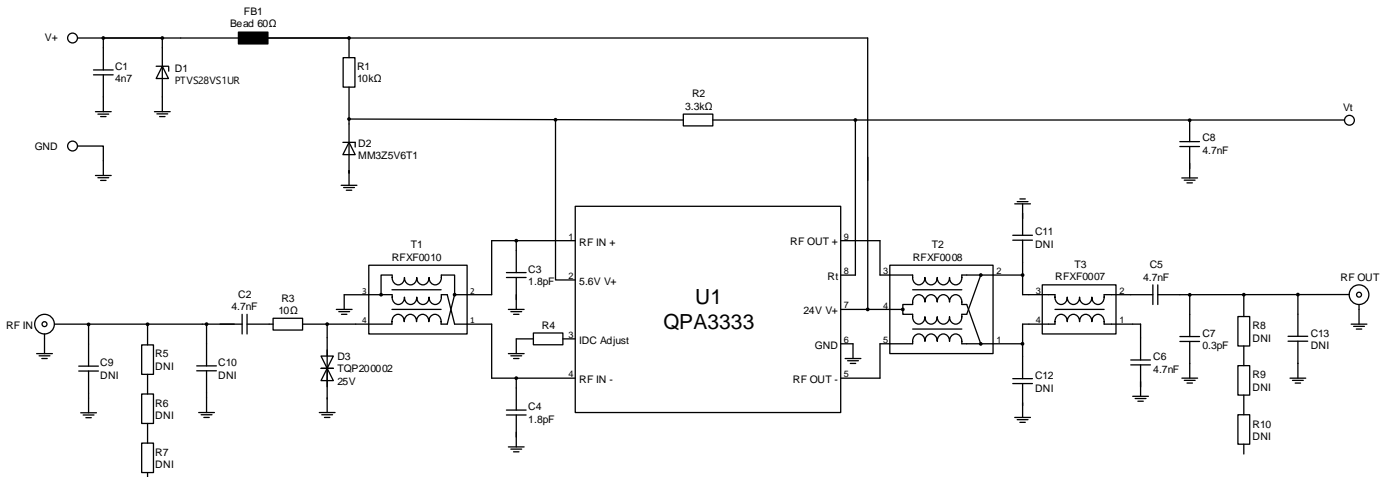 FB1
Bead 60Ω
V+
C1
4n7
D1
PTVS28VS1UR
R1
10kΩ
R2
3.3kΩ
Vt
GND
D2
MM3Z5V6T1
C8
4.7nF
T1
RFXF0010
3
4
2
1
C3
1.8pF
C4
1.8pF
R4
1
RF IN +
2
5.6V V+
3
IDC Adjust
4
RF IN -
U1
QPA3333
RF OUT +
9
Rt
8
24V V+
7
GND
6
RF OUT -
5
T2
RFXF0008
3
4
5
2
1
C11
DNI
C12
DNI
T3
RFXF0007
3
4
2
1
C5
4.7nF
C6
4.7nF
RF OUT
C7
0.3pF
R8
DNI
R9
DNI
R10
DNI
C13
DNI
RF IN
C2
4.7nF
R3
10Ω
C9
DNI
R5
DNI
R6
DNI
R7
DNI
C10
DNI
D3
TQP200002
25V